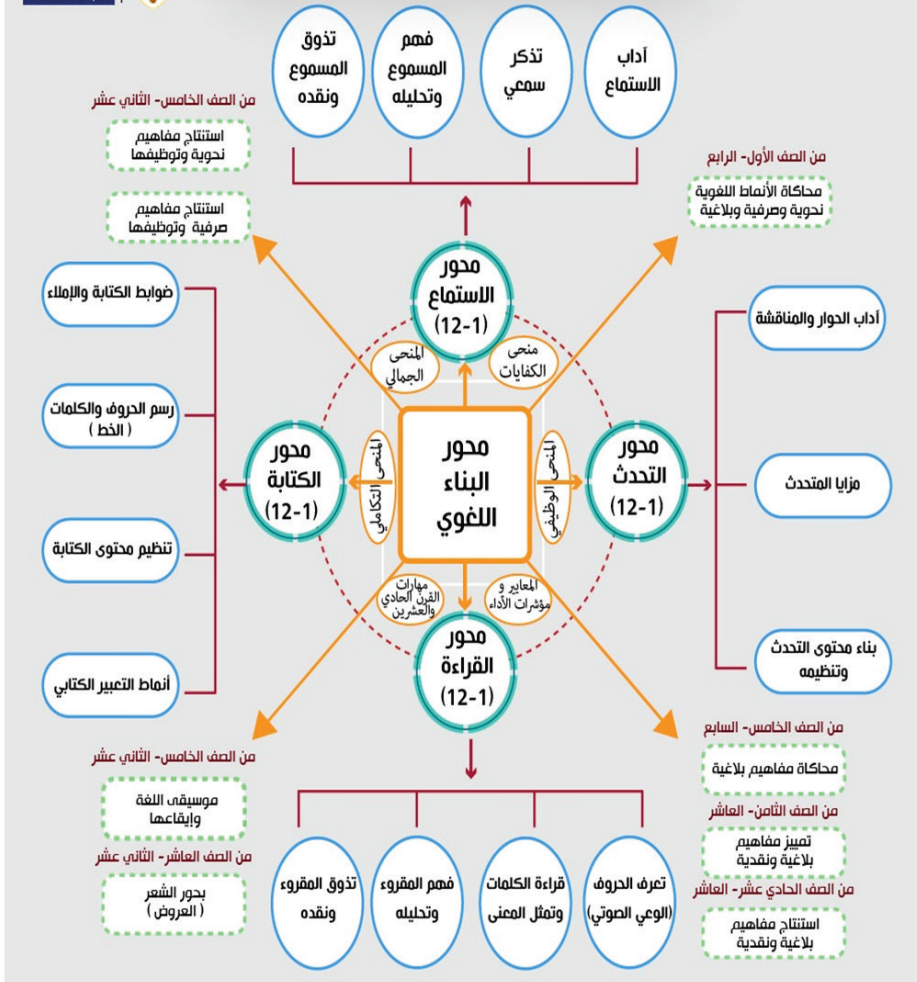 آداب
الاستماع
تذكر
سمعي
فهم
المسموع
وتحليله
تذوق
المسموع
ونقده
من الصف الأول- الرابع
محاكاة الأنماط اللغوية
نحوية وصرفية وبلاغية
من الصف الخامس- الثاني عشر
استنتاج مفاهيم
نحوية وتوظيفها
استنتاج مفاهيم
صرفية وتوظيفها
محور
الاستماع
(12-1)
منحى
الكفايات
المنحى
الجمالي
آداب الحوار والمناقشة
مزايا المتحدث
بناء محتوى التحدث
وتنظيمه
محور
التحدث
(12-1)
المنحى الوظيفي
محور
البناء
اللغوي
المنحى التكاملي
محور
الكتابة
(12-1)
ضوابط الكتابة والإملاء
رسم الحروف والكلمات
( الخط )
تنظيم محتوى الكتابة
أنماط التعبير الكتابي
المعايير و
مؤشرات الأداء
مهارات
القرن الحادي
والعشرين
محور
القراءة
(12-1)
من الصف الخامس- السابع
محاكاة مفاهيم بلاغية
من الصف الثامن- العاشر
تمييز مفاهيم
بلاغية ونقدية
من الصف الحادي عشر- العاشر
استنتاج مفاهيم
بلاغية ونقدية
من الصف الخامس- الثاني عشر
موسيقى اللغة
وإيقاعها
من الصف العاشر- الثاني عشر
بحور الشعر
( العروض )
تعرف الحروف
(الوعي الصوتي)
قراءة الكلمات
وتمثل المعنى
فهم المقروء
وتحليله
تذوق المقروء
ونقده